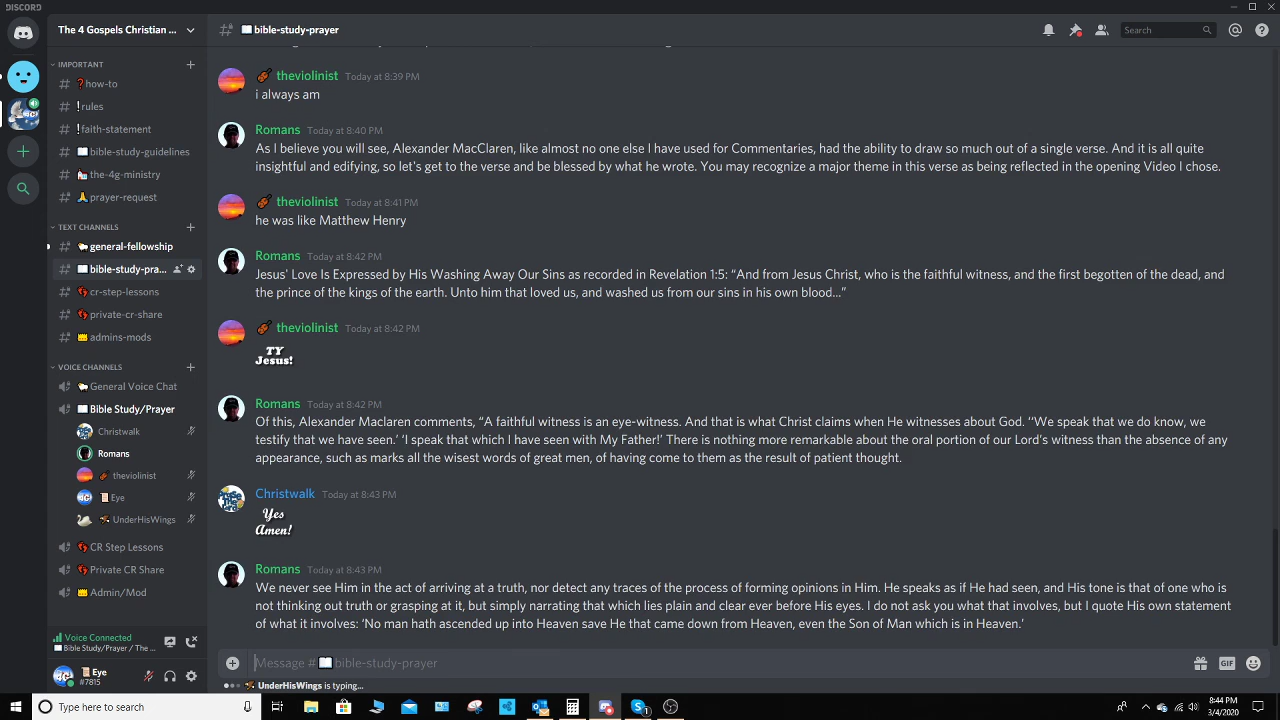 DISCORD
The 4 Gospels Christian ...
IMPORTANT
how-to
rules
faith-statement
bible-study-guidelines
the-4g-ministry
prayer-request
TEXT CHANNELS
general-fellowship
bible-study-pra...
cr-step-lessons
private-cr-share
admins-mods
VOICE CHANNELS
General Voice Chat
Bible Study/Prayer
Christwalk
Romans
theviolinist
Eye
UnderHisWings
CR Step Lessons
Private CR Share
Admin/Mod
Voice Connected
Bible Study/Prayer / The ...
Eye
#7815
bible-study-prayer
Search
theviolinist Today at 8:39 PM
i always am
Romans Today at 8:40 PM
As I believe you will see, Alexander MacClaren, like almost no one else I have used for Commentaries, had the ability to draw so much out of a single verse. And it is all quite
insightful and edifying, so let's get to the verse and be blessed by what he wrote. You may recognize a major theme in this verse as being reflected in the opening Video I chose.
theviolinist Today at 8:41 PM
he was like Matthew Henry
Romans Today at 8:42 PM
Jesus' Love Is Expressed by His Washing Away Our Sins as recorded in Revelation 1:5: “And from Jesus Christ, who is the faithful witness, and the first begotten of the dead, and
the prince of the kings of the earth. Unto him that loved us, and washed us from our sins in his own blood...”
theviolinist Today at 8:42 PM
TY
Jesus!
Romans Today at 8:42 PM
Of this, Alexander Maclaren comments, “A faithful witness is an eye-witness. And that is what Christ claims when He witnesses about God. ‘'We speak that we do know, we
testify that we have seen.’ ‘I speak that which I have seen with My Father!’ There is nothing more remarkable about the oral portion of our Lord’s witness than the absence of any
appearance, such as marks all the wisest words of great men, of having come to them as the result of patient thought.
Christwalk Today at 8:43 PM
Yes
Amen!
Romans Today at 8:43 PM
We never see Him in the act of arriving at a truth, nor detect any traces of the process of forming opinions in Him. He speaks as if He had seen, and His tone is that of one who is
not thinking out truth or grasping at it, but simply narrating that which lies plain and clear ever before His eyes. I do not ask you what that involves, but I quote His own statement
of what it involves: ‘No man hath ascended up into Heaven save He that came down from Heaven, even the Son of Man which is in Heaven.’
Message # bible-study-prayer
GIF
UnderHisWings is typing...
Type here to search
8:44 PM
3/4/2020